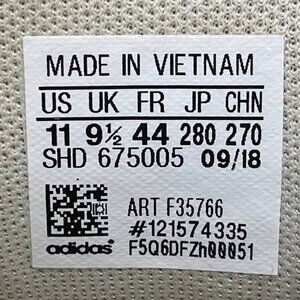 MADE IN VIETNAM
US UK FR JP CHN
11 9½ 44 280 270
SHD 675005 09/18
ART F35766
#121574335
adidas F5Q6DFZh00051